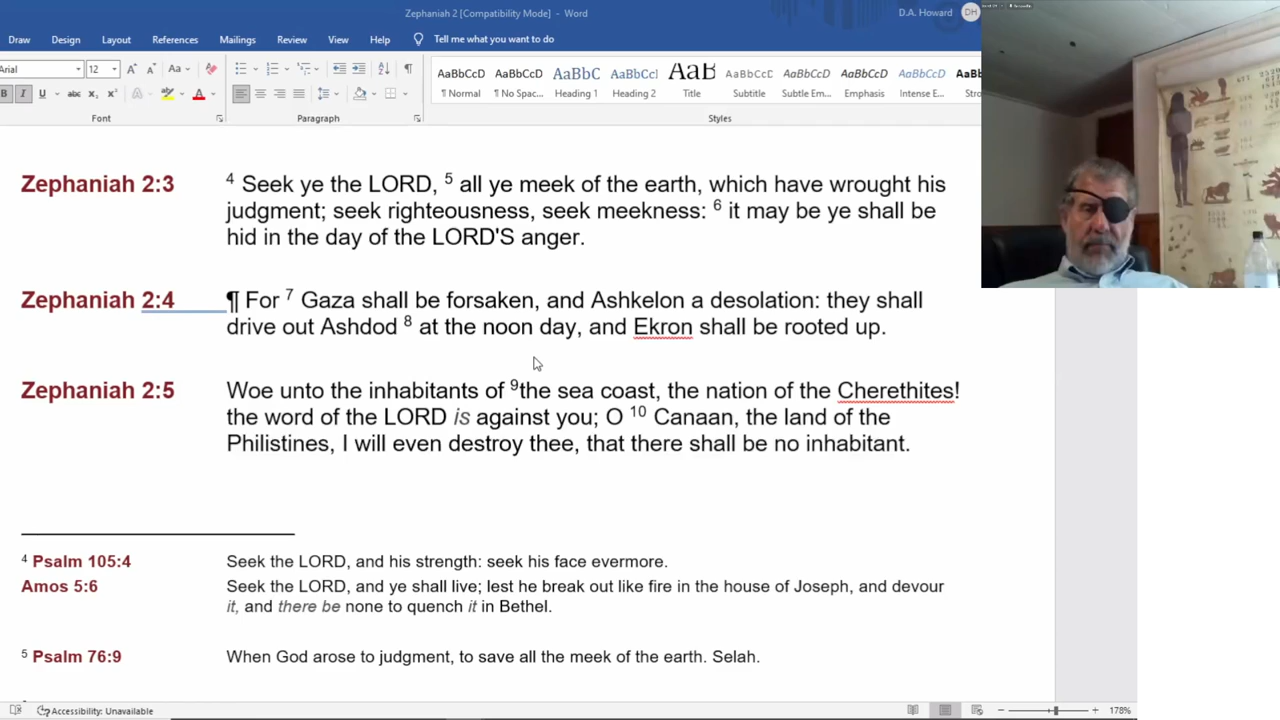 Zephaniah 2 [Compatibility Mode] - Word
D.A. Howard
DH
Draw Design Layout References Mailings Review View Help Tell me what you want to do
Arial 12
AaBbCcD AaBbCcD AaBbC AaBbCcl AaB AaBbCcD AaBbCcD AaBbCcD AaBbCcD
¶ Normal ¶ No Spac... Heading 1 Heading 2 Title Subtitle Subtle Em... Emphasis Intense E...
Font Paragraph Styles
Zephaniah 2:3 4 Seek ye the LORD, 5 all ye meek of the earth, which have wrought his
judgment; seek righteousness, seek meekness: 6 it may be ye shall be
hid in the day of the LORD'S anger.
Zephaniah 2:4 ¶ For 7 Gaza shall be forsaken, and Ashkelon a desolation: they shall
drive out Ashdod 8 at the noon day, and Ekron shall be rooted up.
Zephaniah 2:5 Woe unto the inhabitants of 9the sea coast, the nation of the Cherethites!
the word of the LORD is against you; O 10 Canaan, the land of the
Philistines, I will even destroy thee, that there shall be no inhabitant.
4 Psalm 105:4 Seek the LORD, and his strength: seek his face evermore.
Amos 5:6 Seek the LORD, and ye shall live; lest he break out like fire in the house of Joseph, and devour
it, and there be none to quench it in Bethel.
5 Psalm 76:9 When God arose to judgment, to save all the meek of the earth. Selah.
Accessibility: Unavailable
178%